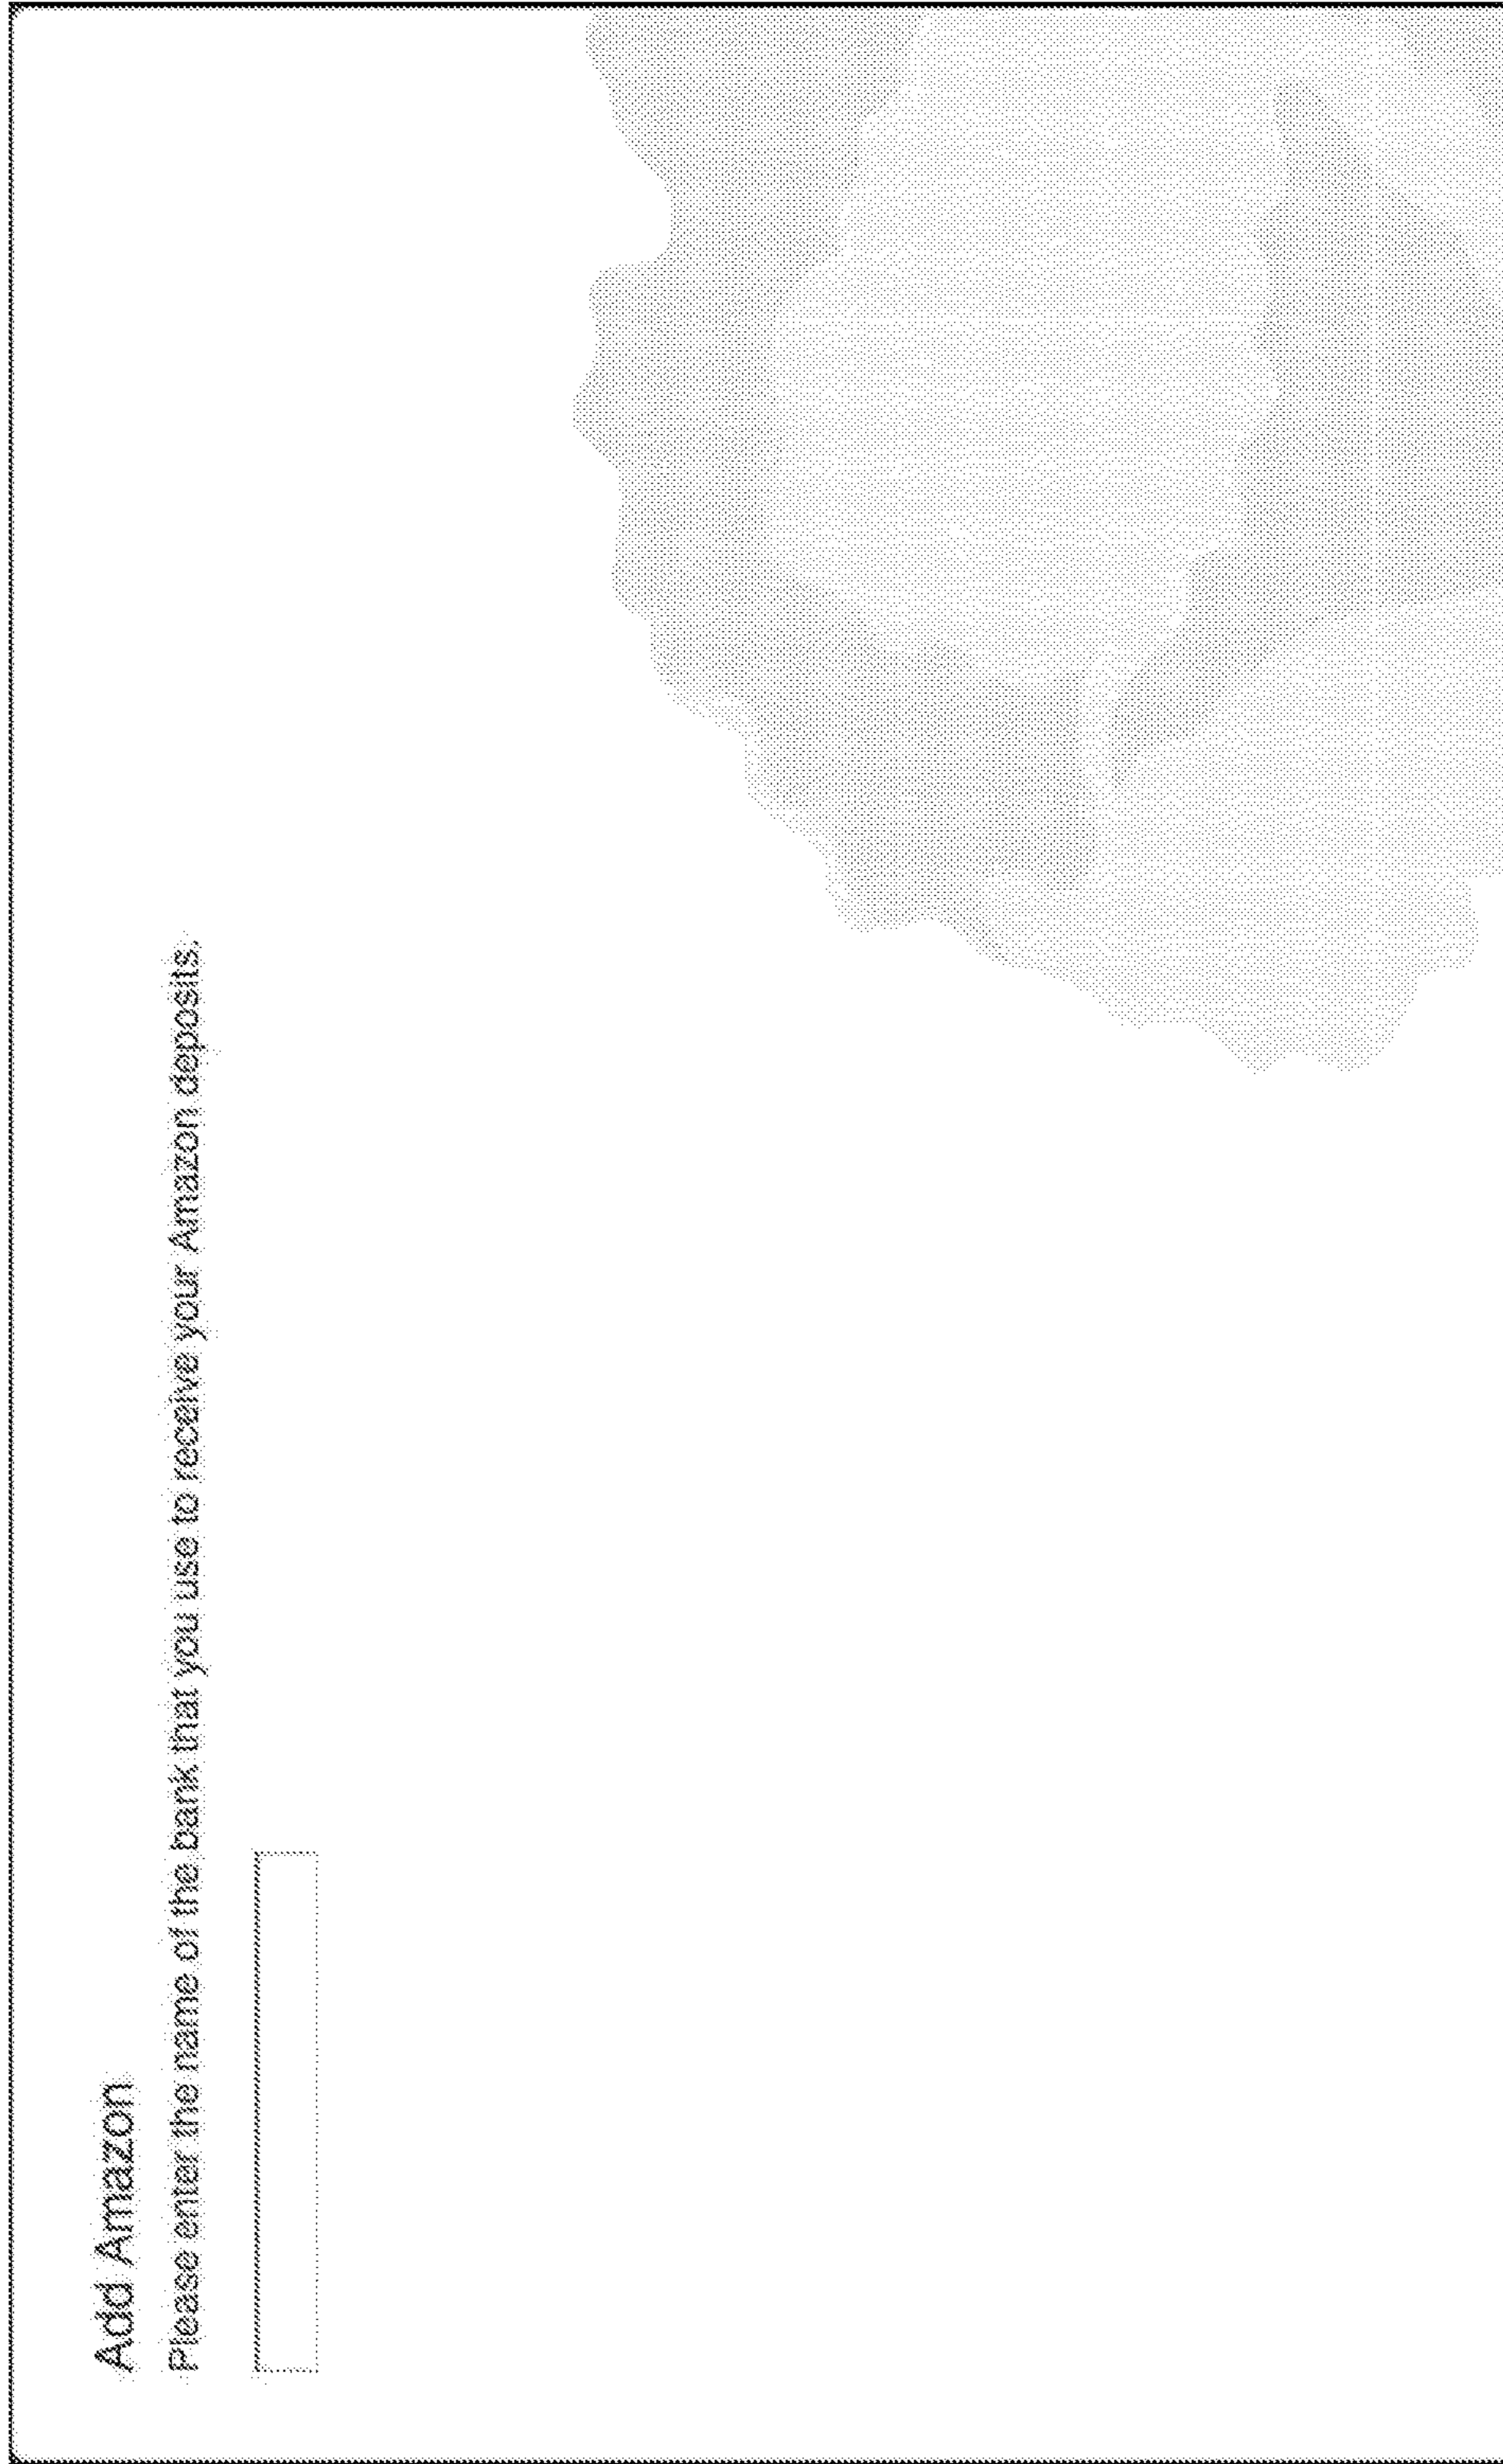 Add Amazon
Please enter the name of the bank that you use to receive your Amazon deposits.